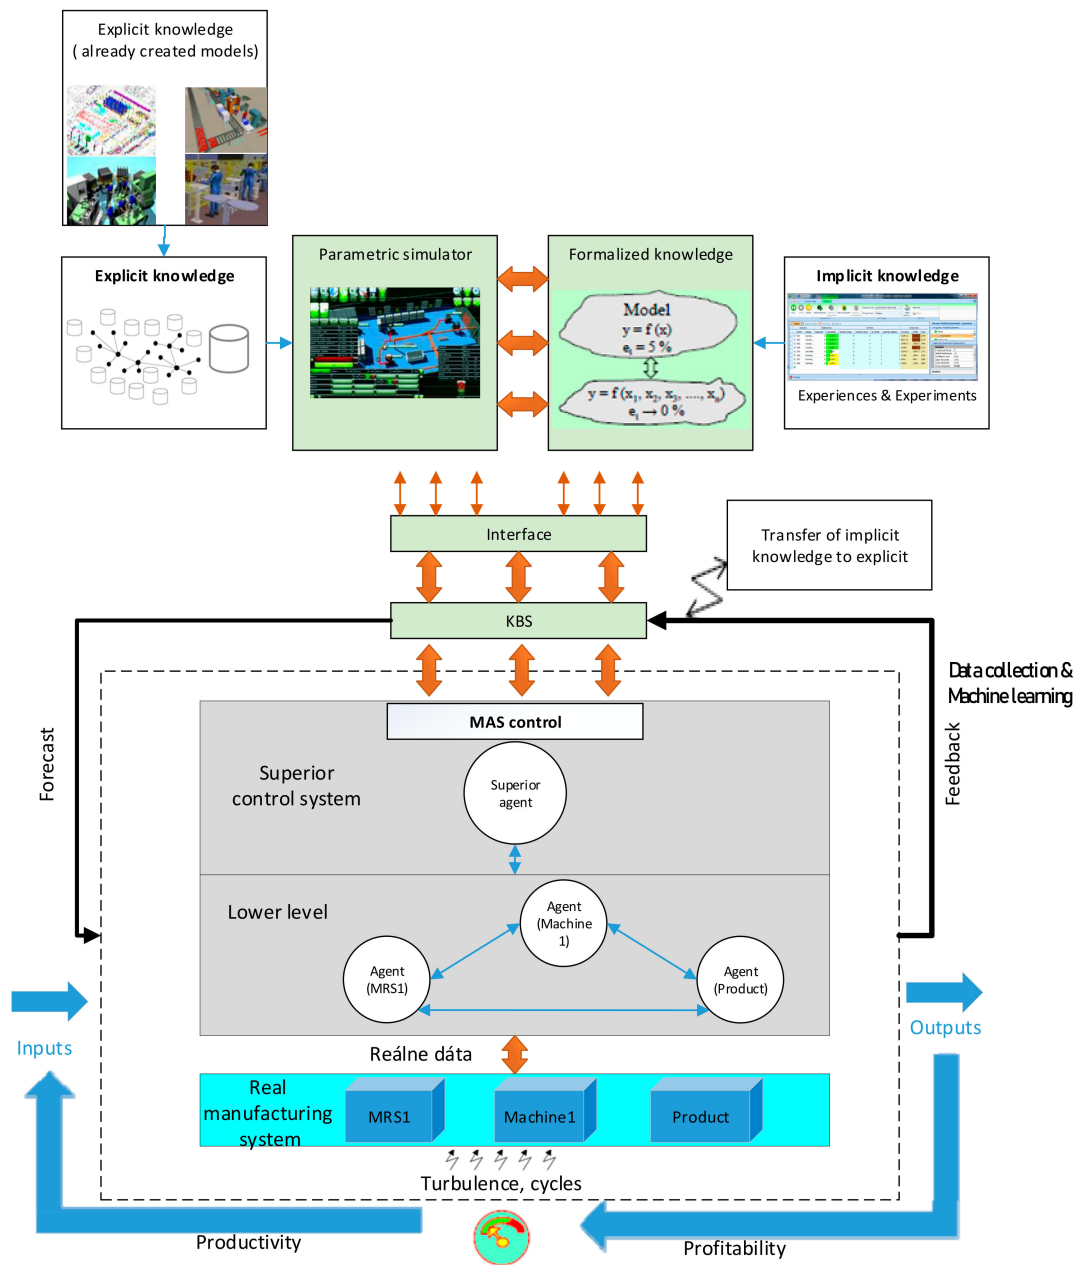 Explicit knowledge
( already created models)
Explicit knowledge
Parametric simulator
Formalized knowledge
Model
y = f (x)
eᵢ = 5 %
y = f (x₁, x₂, x₃, ...., xₙ)
eᵢ → 0 %
Implicit knowledge
Experiences & Experiments
Interface
Transfer of implicit
knowledge to explicit
KBS
Data collection &
Machine learning
Forecast
Feedback
MAS control
Superior
control system
Superior
agent
Lower level
Agent
(Machine
1)
Agent
(MRS1)
Agent
(Product)
Inputs
Outputs
Reálne dáta
Real
manufacturing
system
MRS1
Machine1
Product
Turbulence, cycles
Productivity
Profitability